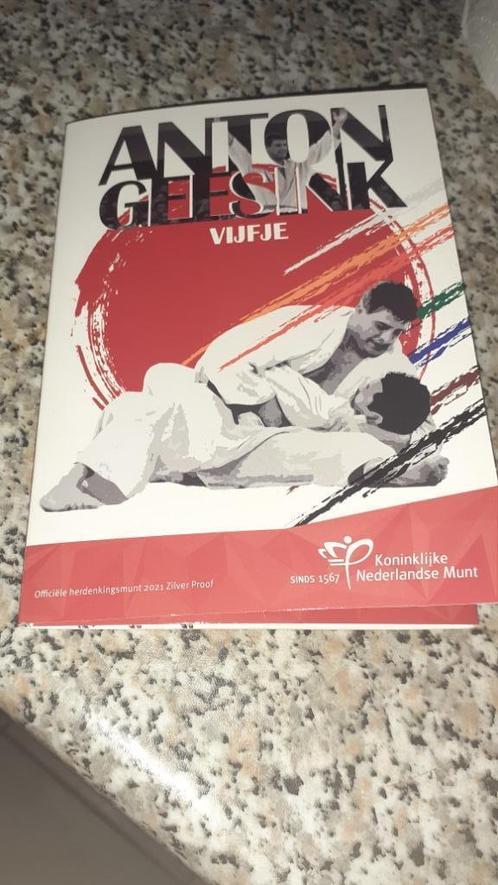 ANTON
GEESINK
VIJFJE
SINDS 1567
Koninklijke
Nederlandse Munt
Officiële herdenkingsmunt 2021 Zilver Proof